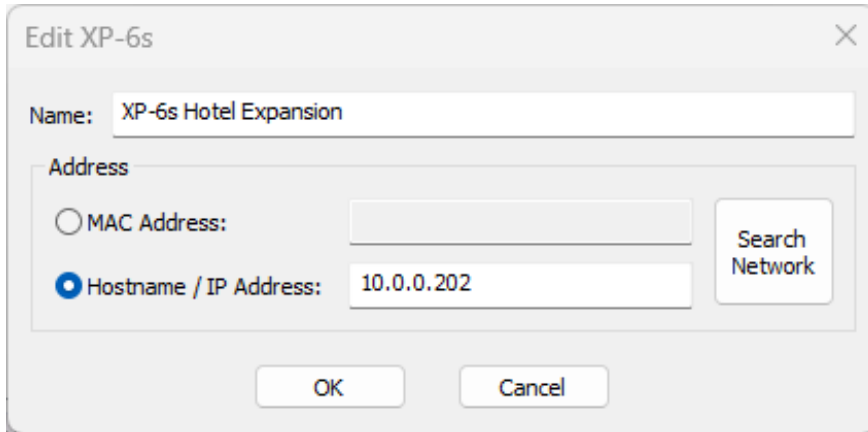 Edit XP-6s
Name: XP-6s Hotel Expansion
Address
MAC Address:
Hostname / IP Address: 10.0.0.202
Search
Network
OK Cancel